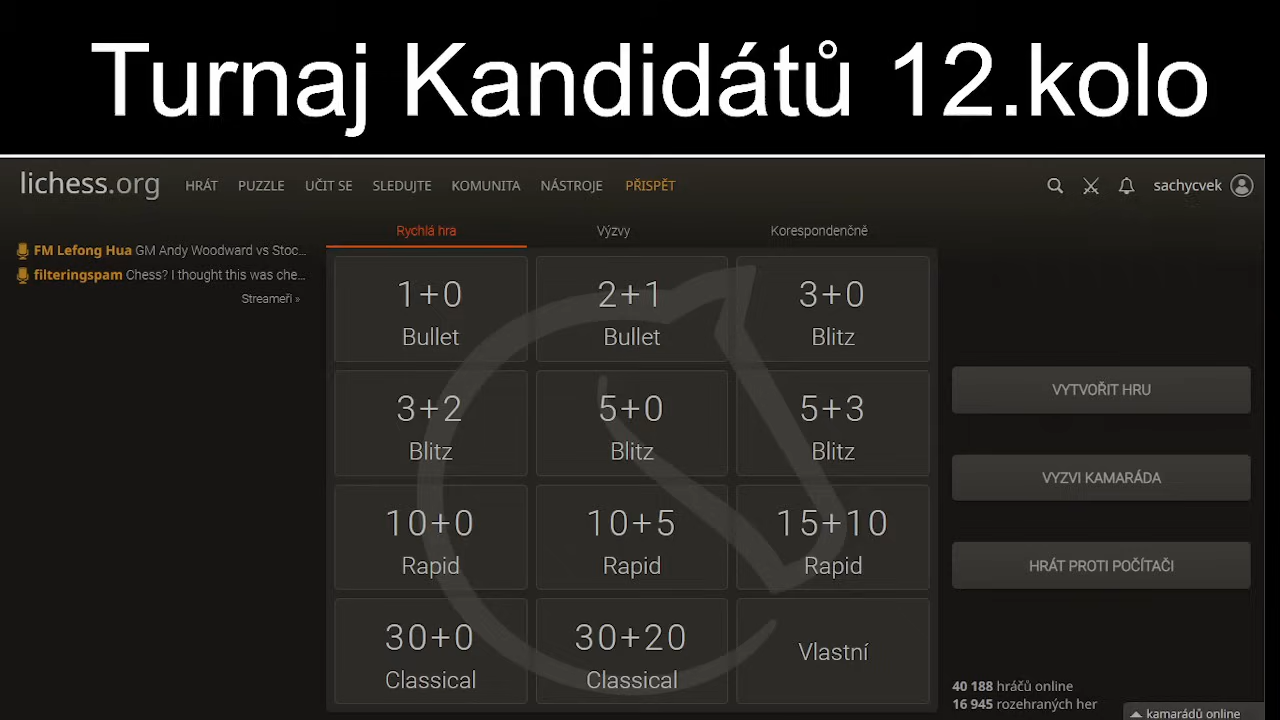 Turnaj Kandidátů 12.kolo
lichess.org HRÁT PUZZLE UČIT SE SLEDUJTE KOMUNITA NÁSTROJE PŘISPĚT sachycvek
Rychlá hra Výzvy Korespondenčně
FM Lefong Hua GM Andy Woodward vs Stoc...
filteringspam Chess? I thought this was che...
Streameři »
1+0 2+1 3+0
Bullet Bullet Blitz
3+2 5+0 5+3
Blitz Blitz Blitz
10+0 10+5 15+10
Rapid Rapid Rapid
30+0 30+20 Vlastní
Classical Classical
VYTVOŘIT HRU
VYZVI KAMARÁDA
HRÁT PROTI POČÍTAČI
40 188 hráčů online
16 945 rozehraných her
kamarádů online